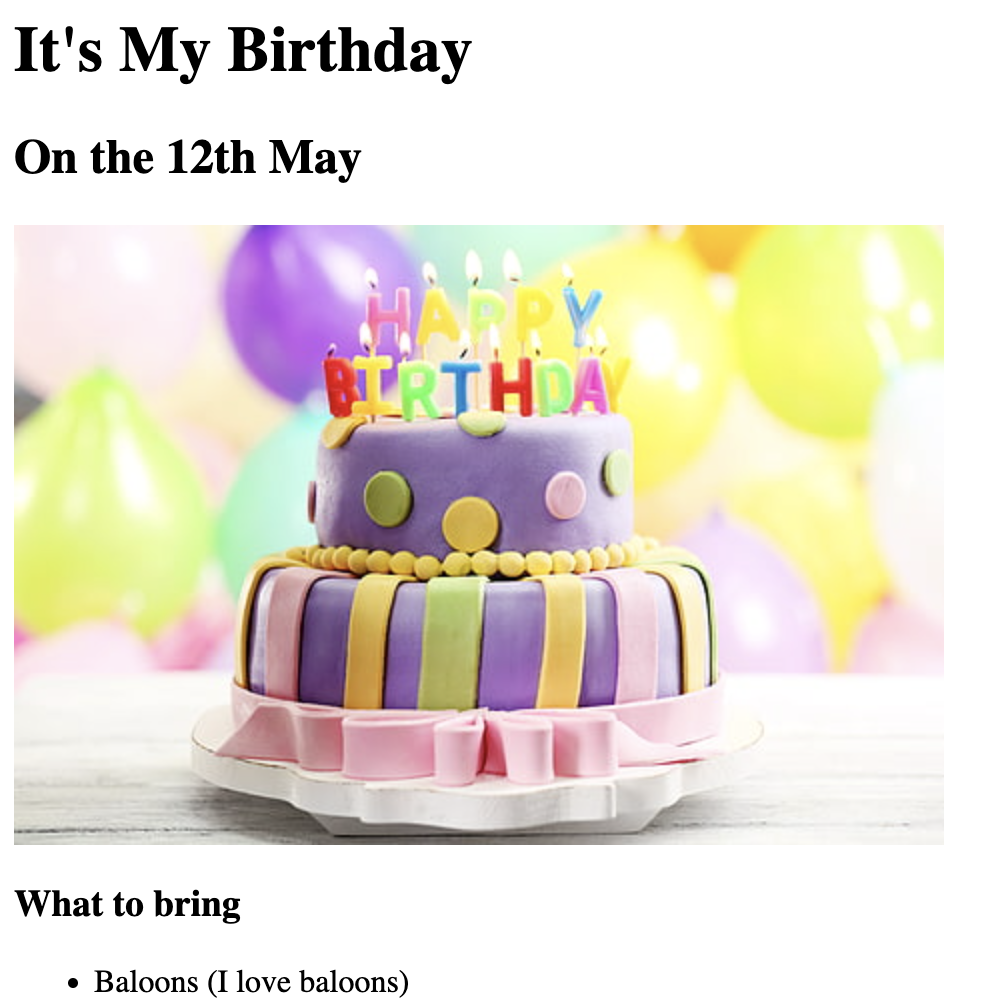 It's My Birthday
On the 12th May
HAPPY
BIRTHDAY
What to bring
Baloons (I love baloons)